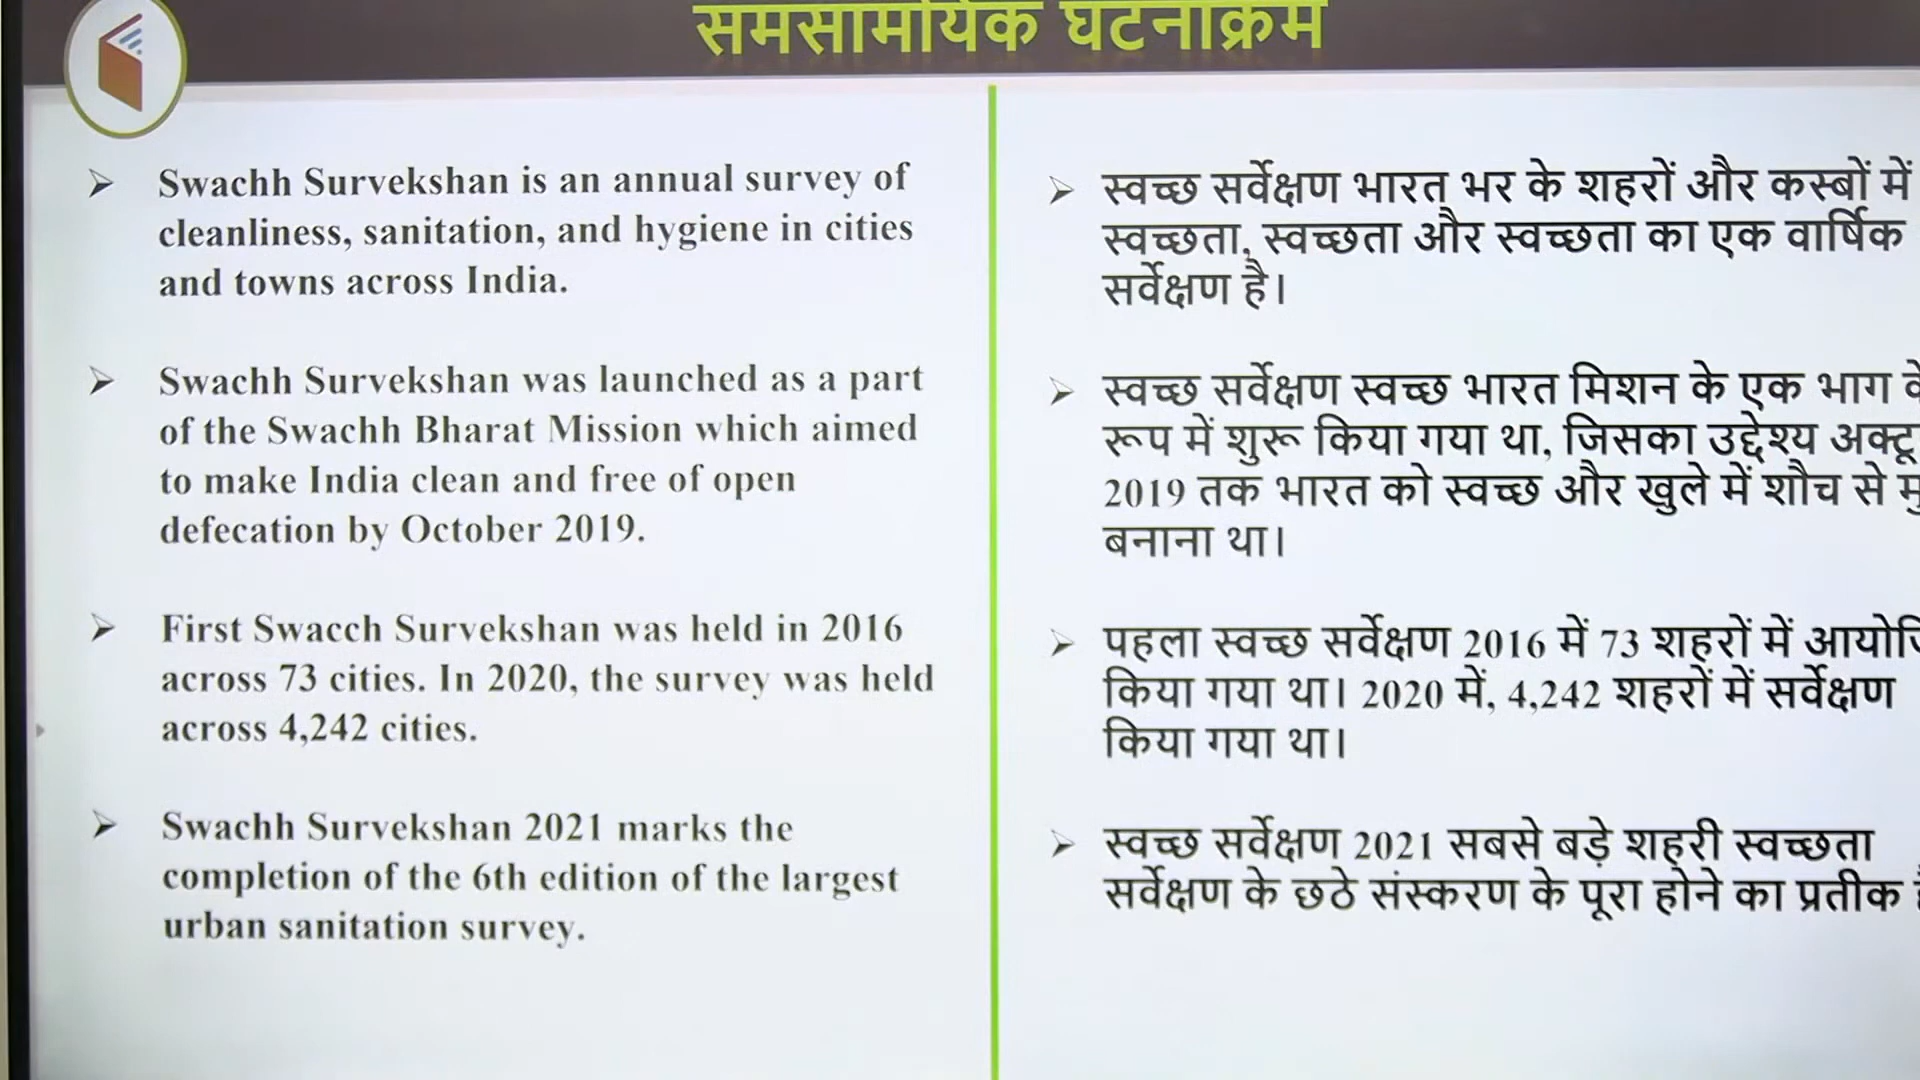 समसामयिक घटनाक्रम
Swachh Survekshan is an annual survey of
cleanliness, sanitation, and hygiene in cities
and towns across India.
Swachh Survekshan was launched as a part
of the Swachh Bharat Mission which aimed
to make India clean and free of open
defecation by October 2019.
First Swacch Survekshan was held in 2016
across 73 cities. In 2020, the survey was held
across 4,242 cities.
Swachh Survekshan 2021 marks the
completion of the 6th edition of the largest
urban sanitation survey.
स्वच्छ सर्वेक्षण भारत भर के शहरों और कस्बों में
स्वच्छता, स्वच्छता और स्वच्छता का एक वार्षिक
सर्वेक्षण है।
स्वच्छ सर्वेक्षण स्वच्छ भारत मिशन के एक भाग
रूप में शुरू किया गया था, जिसका उद्देश्य
2019 तक भारत को स्वच्छ और खुले में शौच से
बनाना था।
पहला स्वच्छ सर्वेक्षण 2016 में 73 शहरों में
किया गया था। 2020 में, 4,242 शहरों में सर्वेक्षण
किया गया था।
स्वच्छ सर्वेक्षण 2021 सबसे बड़े शहरी स्वच्छता
सर्वेक्षण के छठे संस्करण के पूरा होने का प्रतीक